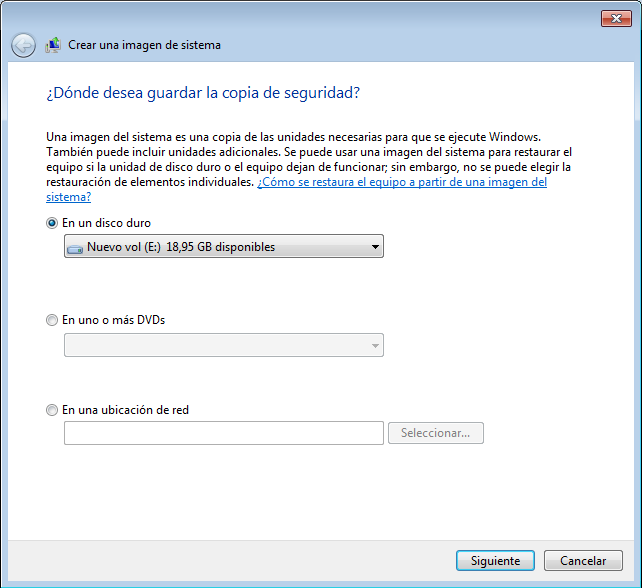 Crear una imagen de sistema
¿Dónde desea guardar la copia de seguridad?
Una imagen del sistema es una copia de las unidades necesarias para que se ejecute Windows.
También puede incluir unidades adicionales. Se puede usar una imagen del sistema para restaurar el
equipo si la unidad de disco duro o el equipo dejan de funcionar; sin embargo, no se puede elegir la
restauración de elementos individuales. ¿Cómo se restaura el equipo a partir de una imagen del
sistema?
En un disco duro
Nuevo vol (E:) 18,95 GB disponibles
En uno o más DVDs
En una ubicación de red
Seleccionar...
Siguiente
Cancelar